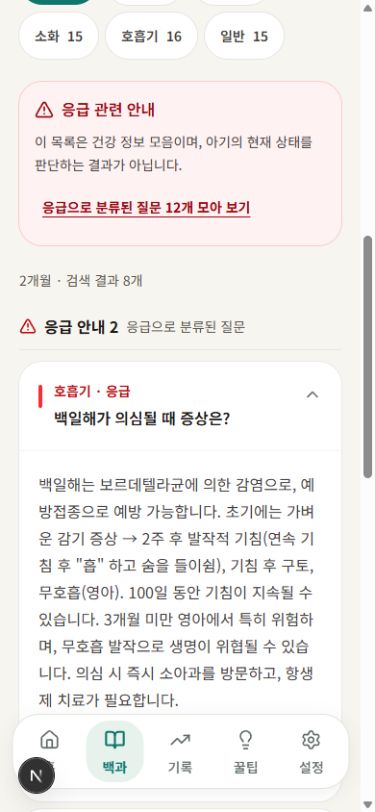 소화 15
호흡기 16
일반 15
응급 관련 안내
이 목록은 건강 정보 모음이며, 아기의 현재 상태를
판단하는 결과가 아닙니다.
응급으로 분류된 질문 12개 모아 보기
2개월 · 검색 결과 8개
응급 안내 2 응급으로 분류된 질문
호흡기 · 응급
백일해가 의심될 때 증상은?
백일해는 보르데텔라균에 의한 감염으로, 예
방접종으로 예방 가능합니다. 초기에는 가벼
운 감기 증상 → 2주 후 발작적 기침(연속 기
침 후 "흡" 하고 숨을 들이쉼), 기침 후 구토,
무호흡(영아). 100일 동안 기침이 지속될 수
있습니다. 3개월 미만 영아에서 특히 위험하
며, 무호흡 발작으로 생명이 위협될 수 있습
니다. 의심 시 즉시 소아과를 방문하고, 항생
제 치료가 필요합니다.
N
백과
기록
꿀팁
설정